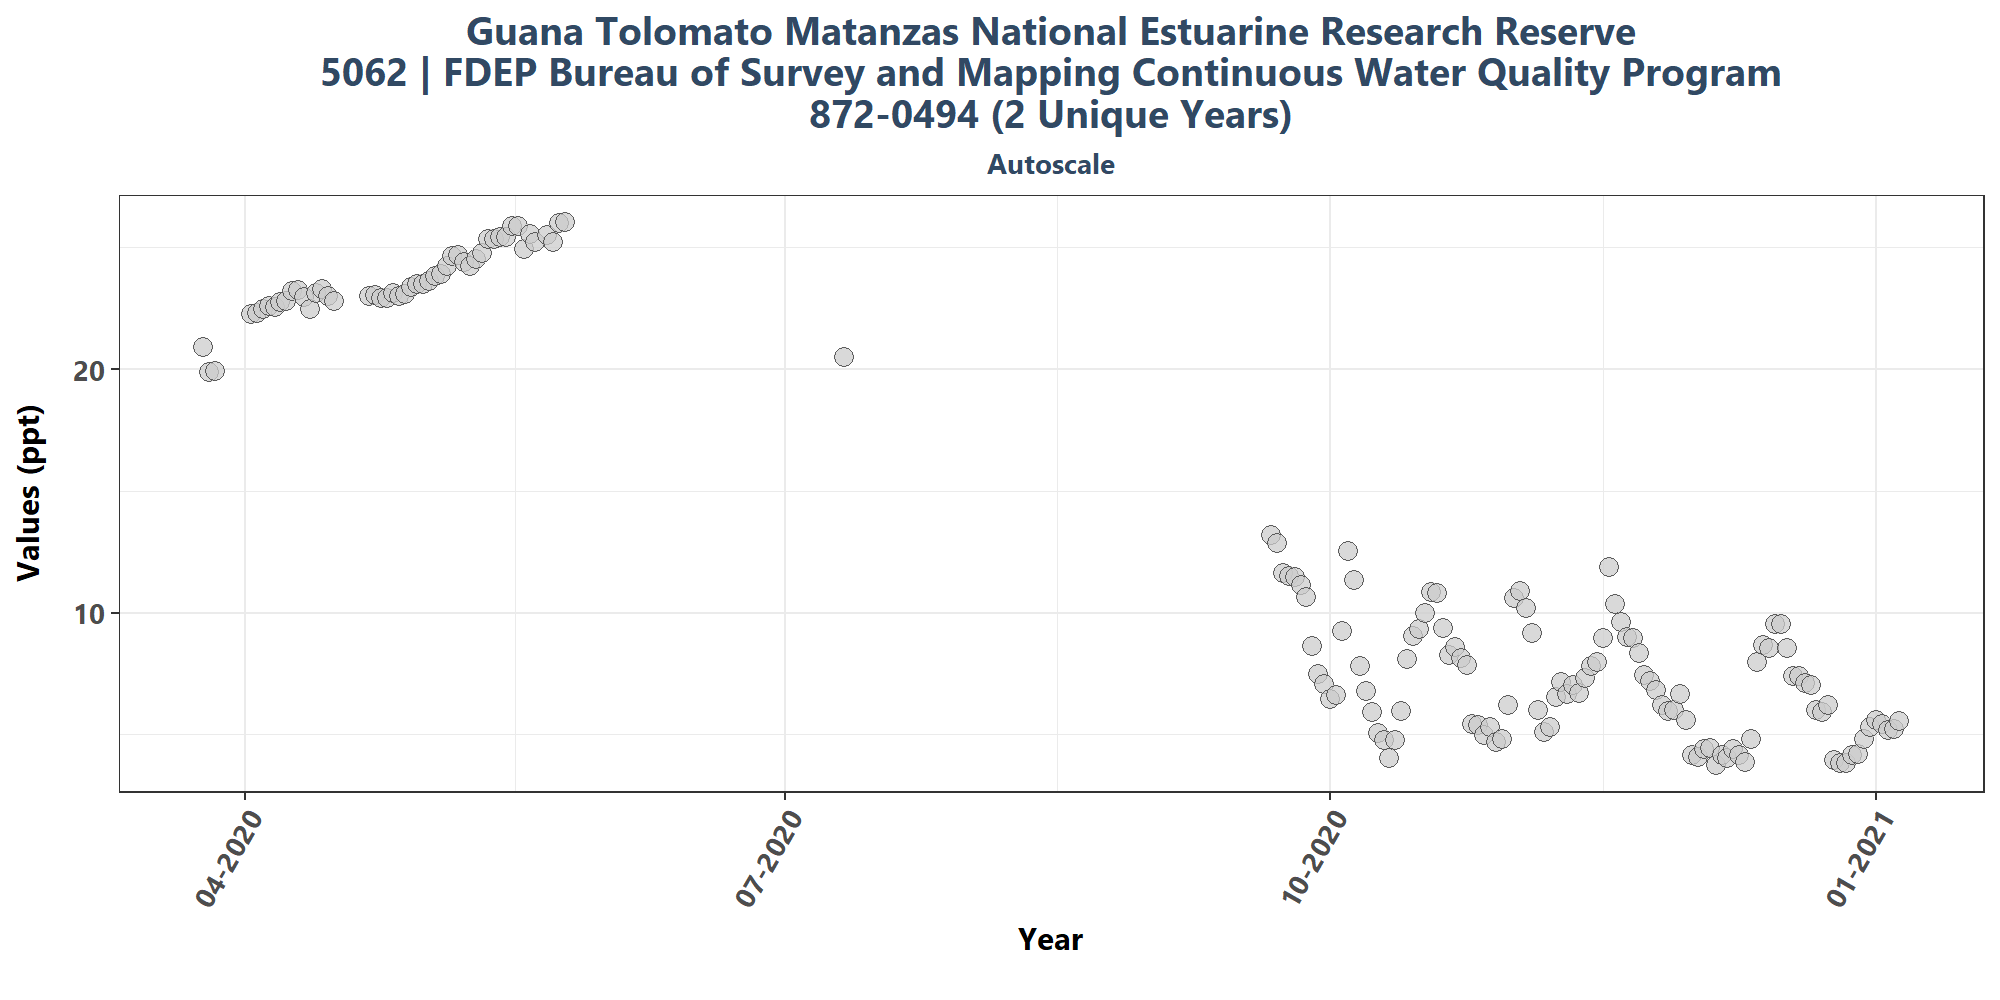 Guana Tolomato Matanzas National Estuarine Research Reserve
5062 | FDEP Bureau of Survey and Mapping Continuous Water Quality Program
872-0494 (2 Unique Years)
Autoscale
Values (ppt)
20
10
04-2020
07-2020
10-2020
01-2021
Year